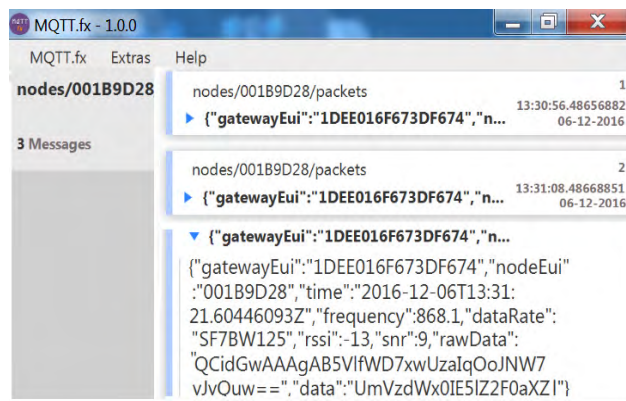 MQTT.fx - 1.0.0
MQTT.fx Extras Help
nodes/001B9D28
3 Messages
nodes/001B9D28/packets 1
{"gatewayEui":"1DEE016F673DF674","n... 13:30:56.48656882
06-12-2016
nodes/001B9D28/packets 2
{"gatewayEui":"1DEE016F673DF674","n... 13:31:08.48668851
06-12-2016
{"gatewayEui":"1DEE016F673DF674","n...
{"gatewayEui":"1DEE016F673DF674","nodeEui"
:"001B9D28","time":"2016-12-06T13:31:
21.60446093Z","frequency":868.1,"dataRate":
"SF7BW125","rssi":-13,"snr":9,"rawData":
"QCidGwAAAgAB5VlfWD7xwUzaIqOoJNW7
vJvQuw==","data":"UmVzdWx0IE5lZ2F0aXZl"}